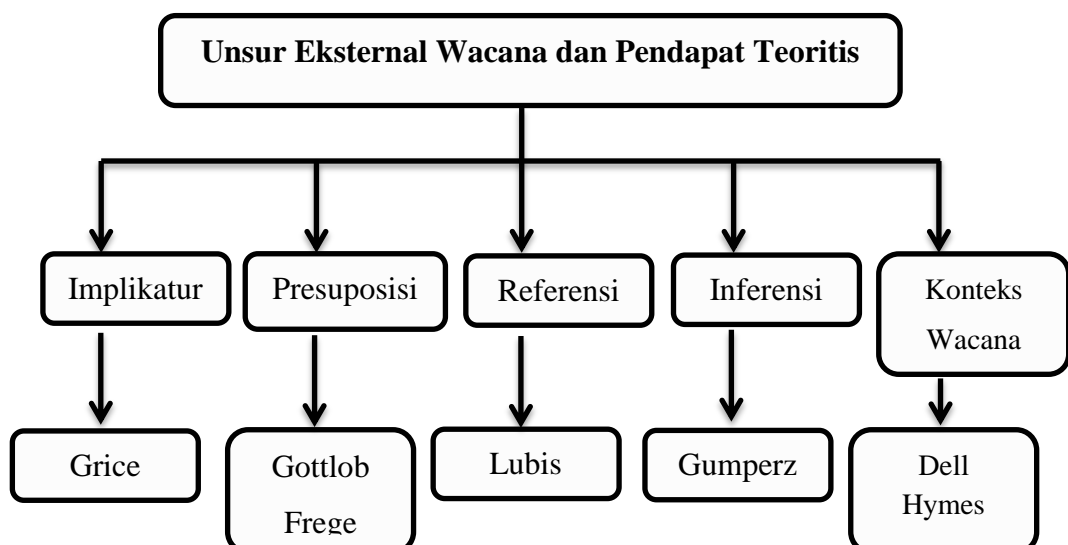 Unsur Eksternal Wacana dan Pendapat Teoritis
Implikatur
Presuposisi
Referensi
Inferensi
Konteks
Wacana
Grice
Gottlob
Frege
Lubis
Gumperz
Dell
Hymes